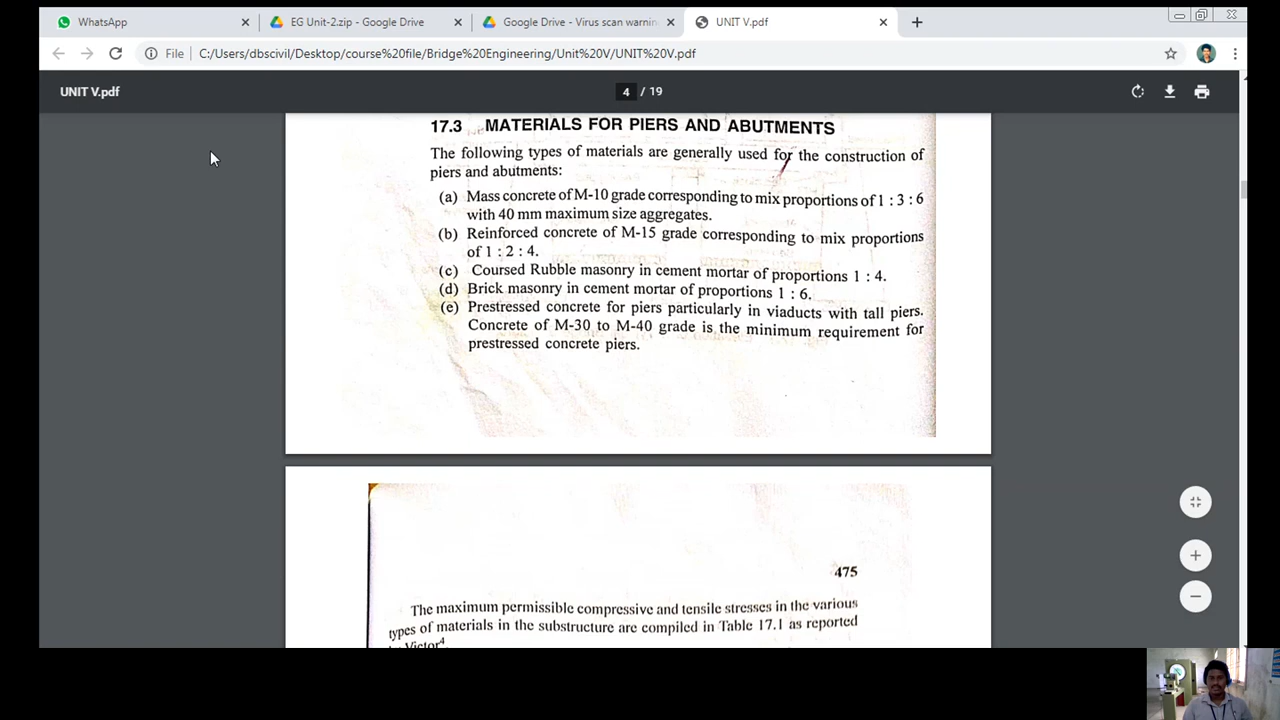 WhatsApp
EG Unit-2.zip - Google Drive
Google Drive - Virus scan warnin
UNIT V.pdf
File
C:/Users/dbscivil/Desktop/course%20file/Bridge%20Engineering/Unit%20V/UNIT%20V.pdf
UNIT V.pdf
4 / 19
17.3 MATERIALS FOR PIERS AND ABUTMENTS
The following types of materials are generally used for the construction of
piers and abutments:
(a) Mass concrete of M-10 grade corresponding to mix proportions of 1 : 3 : 6
with 40 mm maximum size aggregates.
(b) Reinforced concrete of M-15 grade corresponding to mix proportions
of 1 : 2 : 4.
(c) Coursed Rubble masonry in cement mortar of proportions 1 : 4.
(d) Brick masonry in cement mortar of proportions 1 : 6.
(e) Prestressed concrete for piers particularly in viaducts with tall piers.
Concrete of M-30 to M-40 grade is the minimum requirement for
prestressed concrete piers.
475
The maximum permissible compressive and tensile stresses in the various
types of materials in the substructure are compiled in Table 17.1 as reported
Victor4